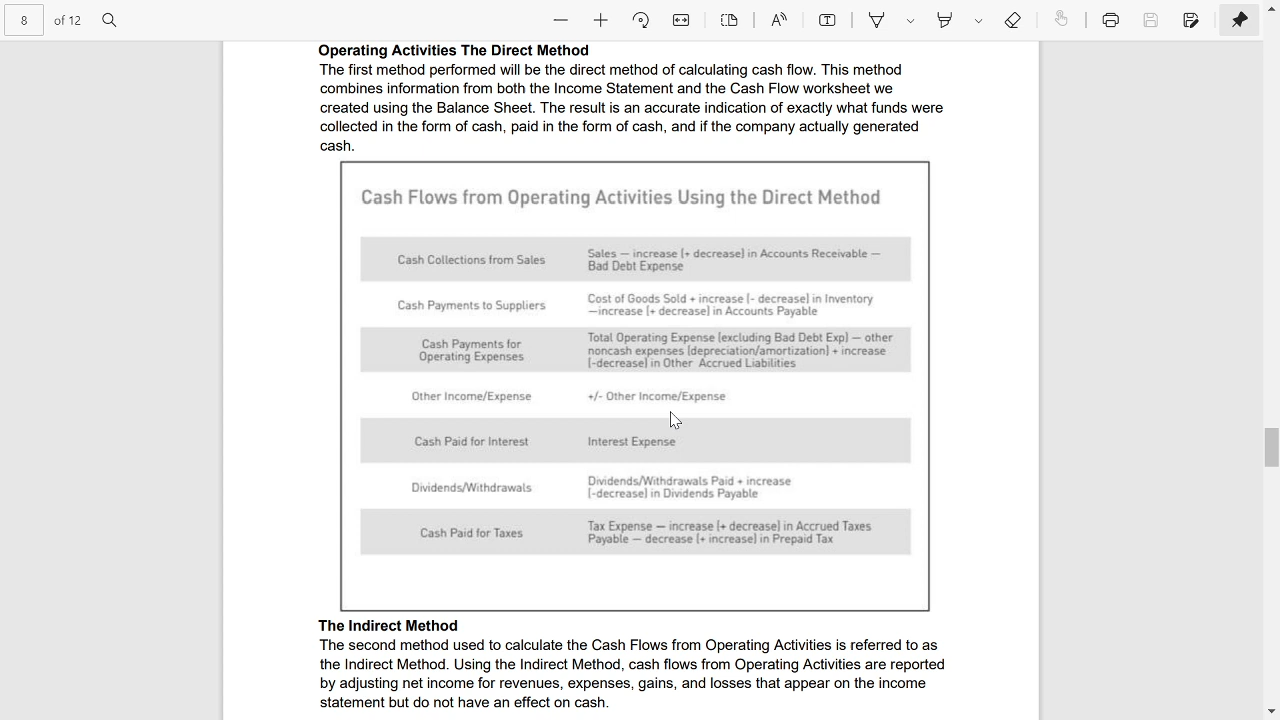 8 of 12
Operating Activities The Direct Method
The first method performed will be the direct method of calculating cash flow. This method
combines information from both the Income Statement and the Cash Flow worksheet we
created using the Balance Sheet. The result is an accurate indication of exactly what funds were
collected in the form of cash, paid in the form of cash, and if the company actually generated
cash.
Cash Flows from Operating Activities Using the Direct Method
Cash Collections from Sales
Sales — increase (+ decrease) in Accounts Receivable —
Bad Debt Expense
Cash Payments to Suppliers
Cost of Goods Sold + increase (- decrease) in Inventory
—increase (+ decrease) in Accounts Payable
Cash Payments for
Operating Expenses
Total Operating Expense (excluding Bad Debt Exp) — other
noncash expenses (depreciation/amortization) + increase
(-decrease) in Other Accrued Liabilities
Other Income/Expense
+/- Other Income/Expense
Cash Paid for Interest
Interest Expense
Dividends/Withdrawals
Dividends/Withdrawals Paid + increase
(-decrease) in Dividends Payable
Cash Paid for Taxes
Tax Expense — increase (+ decrease) in Accrued Taxes
Payable — decrease (+ increase) in Prepaid Tax
The Indirect Method
The second method used to calculate the Cash Flows from Operating Activities is referred to as
the Indirect Method. Using the Indirect Method, cash flows from Operating Activities are reported
by adjusting net income for revenues, expenses, gains, and losses that appear on the income
statement but do not have an effect on cash.